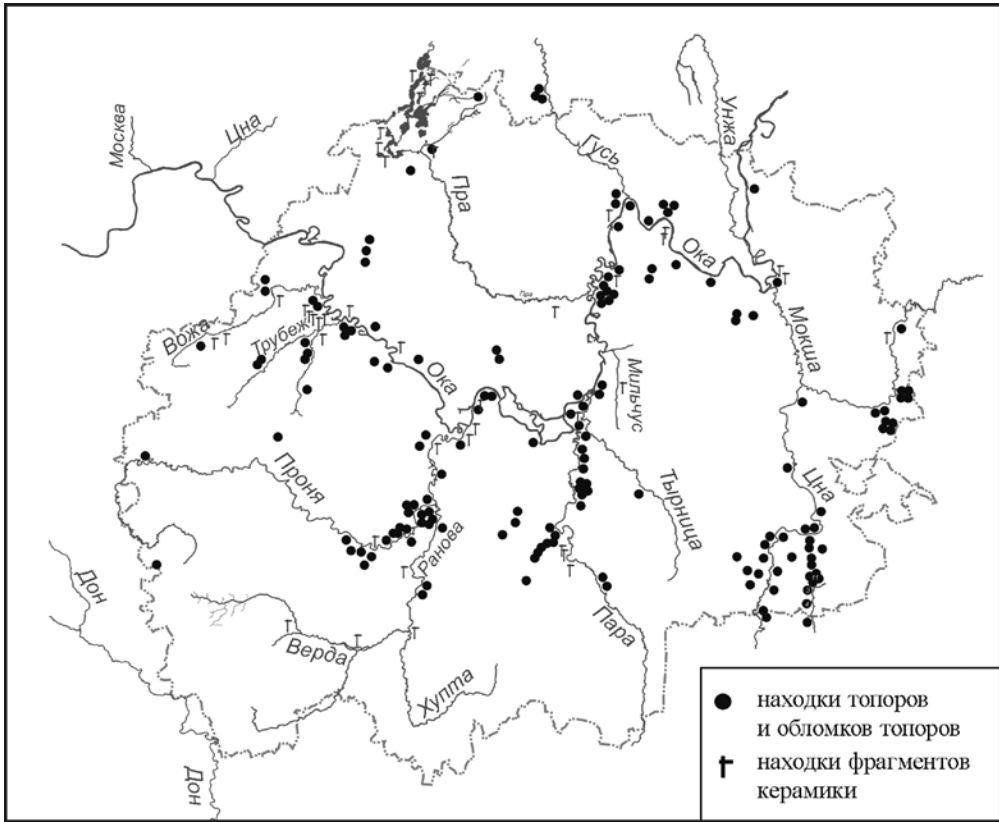 Москва
Цна
Гусь
Унжа
Пра
Ока
Пра
Вожа
Трубеж
Мокша
Ока
Мильчус
Проня
Тырница
Цна
Ранова
Дон
Пара
Верда
Хупта
Дон
находки топоров
и обломков топоров
находки фрагментов
керамики